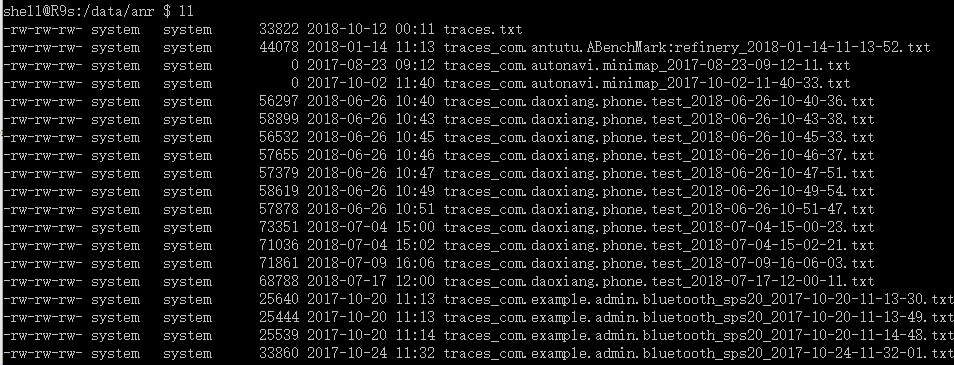 shell@R9s:/data/anr $ ll
-rw-rw-rw- system   system      33822 2018-10-12 00:11 traces.txt
-rw-rw-rw- system   system      44078 2018-01-14 11:13 traces_com.antutu.ABenchMark:refinery_2018-01-14-11-13-52.txt
-rw-rw-rw- system   system          0 2017-08-23 09:12 traces_com.autonavi.minimap_2017-08-23-09-12-11.txt
-rw-rw-rw- system   system          0 2017-10-02 11:40 traces_com.autonavi.minimap_2017-10-02-11-40-33.txt
-rw-rw-rw- system   system      56297 2018-06-26 10:40 traces_com.daoxiang.phone.test_2018-06-26-10-40-36.txt
-rw-rw-rw- system   system      58899 2018-06-26 10:43 traces_com.daoxiang.phone.test_2018-06-26-10-43-38.txt
-rw-rw-rw- system   system      56532 2018-06-26 10:45 traces_com.daoxiang.phone.test_2018-06-26-10-45-33.txt
-rw-rw-rw- system   system      57655 2018-06-26 10:46 traces_com.daoxiang.phone.test_2018-06-26-10-46-37.txt
-rw-rw-rw- system   system      57379 2018-06-26 10:47 traces_com.daoxiang.phone.test_2018-06-26-10-47-51.txt
-rw-rw-rw- system   system      58619 2018-06-26 10:49 traces_com.daoxiang.phone.test_2018-06-26-10-49-54.txt
-rw-rw-rw- system   system      57878 2018-06-26 10:51 traces_com.daoxiang.phone.test_2018-06-26-10-51-47.txt
-rw-rw-rw- system   system      73351 2018-07-04 15:00 traces_com.daoxiang.phone.test_2018-07-04-15-00-23.txt
-rw-rw-rw- system   system      71036 2018-07-04 15:02 traces_com.daoxiang.phone.test_2018-07-04-15-02-21.txt
-rw-rw-rw- system   system      71861 2018-07-09 16:06 traces_com.daoxiang.phone.test_2018-07-09-16-06-03.txt
-rw-rw-rw- system   system      68788 2018-07-17 12:00 traces_com.daoxiang.phone.test_2018-07-17-12-00-11.txt
-rw-rw-rw- system   system      25640 2017-10-20 11:13 traces_com.example.admin.bluetooth_sps20_2017-10-20-11-13-30.txt
-rw-rw-rw- system   system      25444 2017-10-20 11:13 traces_com.example.admin.bluetooth_sps20_2017-10-20-11-13-49.txt
-rw-rw-rw- system   system      25539 2017-10-20 11:14 traces_com.example.admin.bluetooth_sps20_2017-10-20-11-14-48.txt
-rw-rw-rw- system   system      33860 2017-10-24 11:32 traces_com.example.admin.bluetooth_sps20_2017-10-24-11-32-01.txt